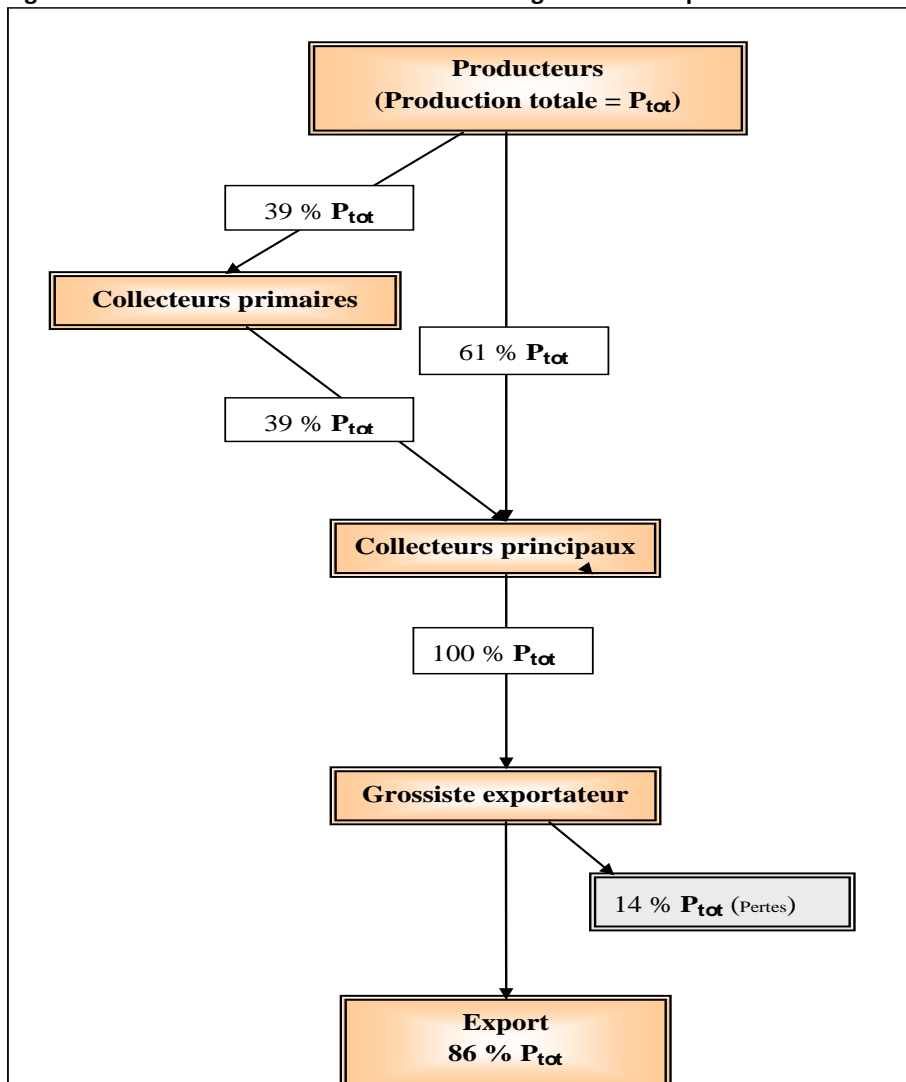 Producteurs
(Production totale = Ptot)
39 % Ptot
Collecteurs primaires
61 % Ptot
39 % Ptot
Collecteurs principaux
100 % Ptot
Grossiste exportateur
14 % Ptot (Pertes)
Export
86 % Ptot